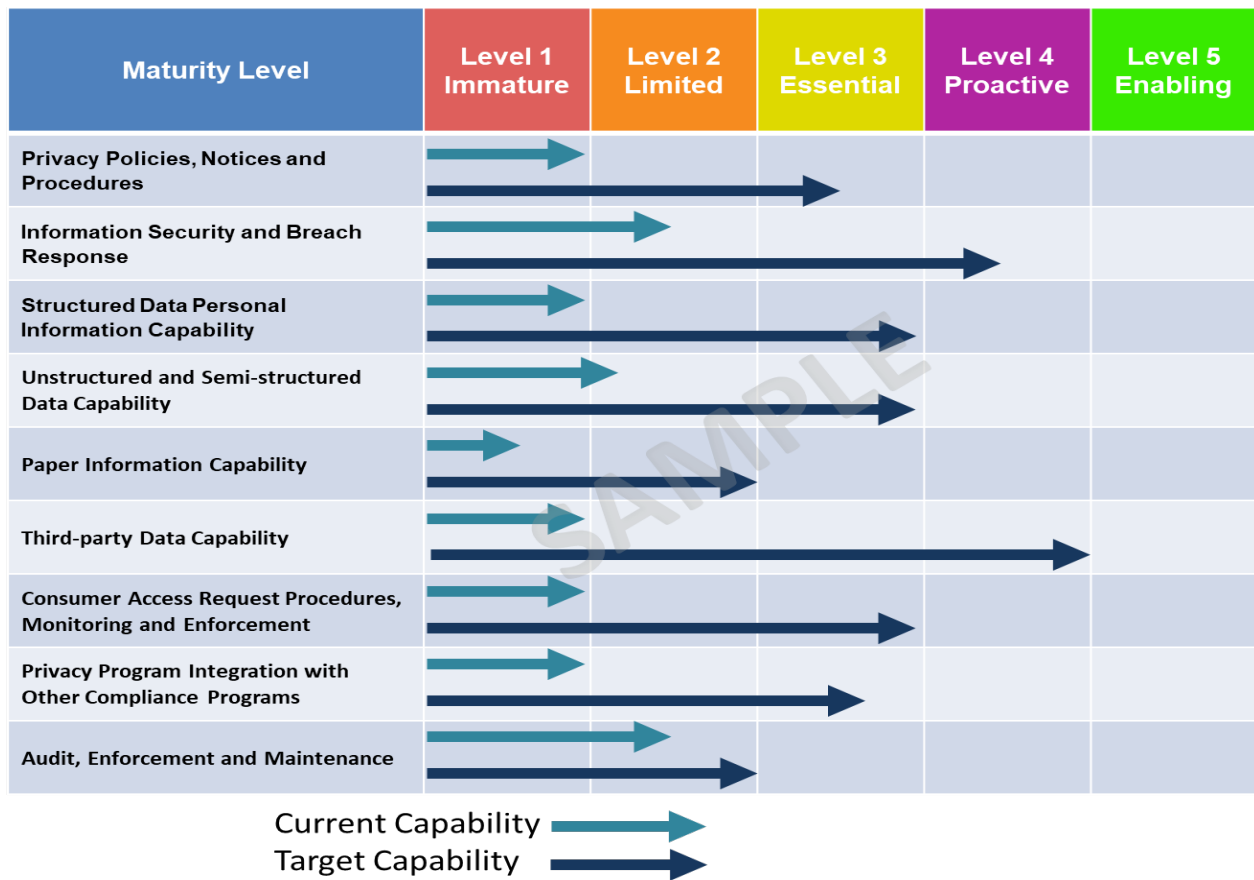 Maturity Level
Level 1
Immature
Level 2
Limited
Level 3
Essential
Level 4
Proactive
Level 5
Enabling
Privacy Policies, Notices and
Procedures
Information Security and Breach
Response
Structured Data Personal
Information Capability
Unstructured and Semi-structured
Data Capability
Paper Information Capability
Third-party Data Capability
Consumer Access Request Procedures,
Monitoring and Enforcement
Privacy Program Integration with
Other Compliance Programs
Audit, Enforcement and Maintenance
SAMPLE
Current Capability
Target Capability